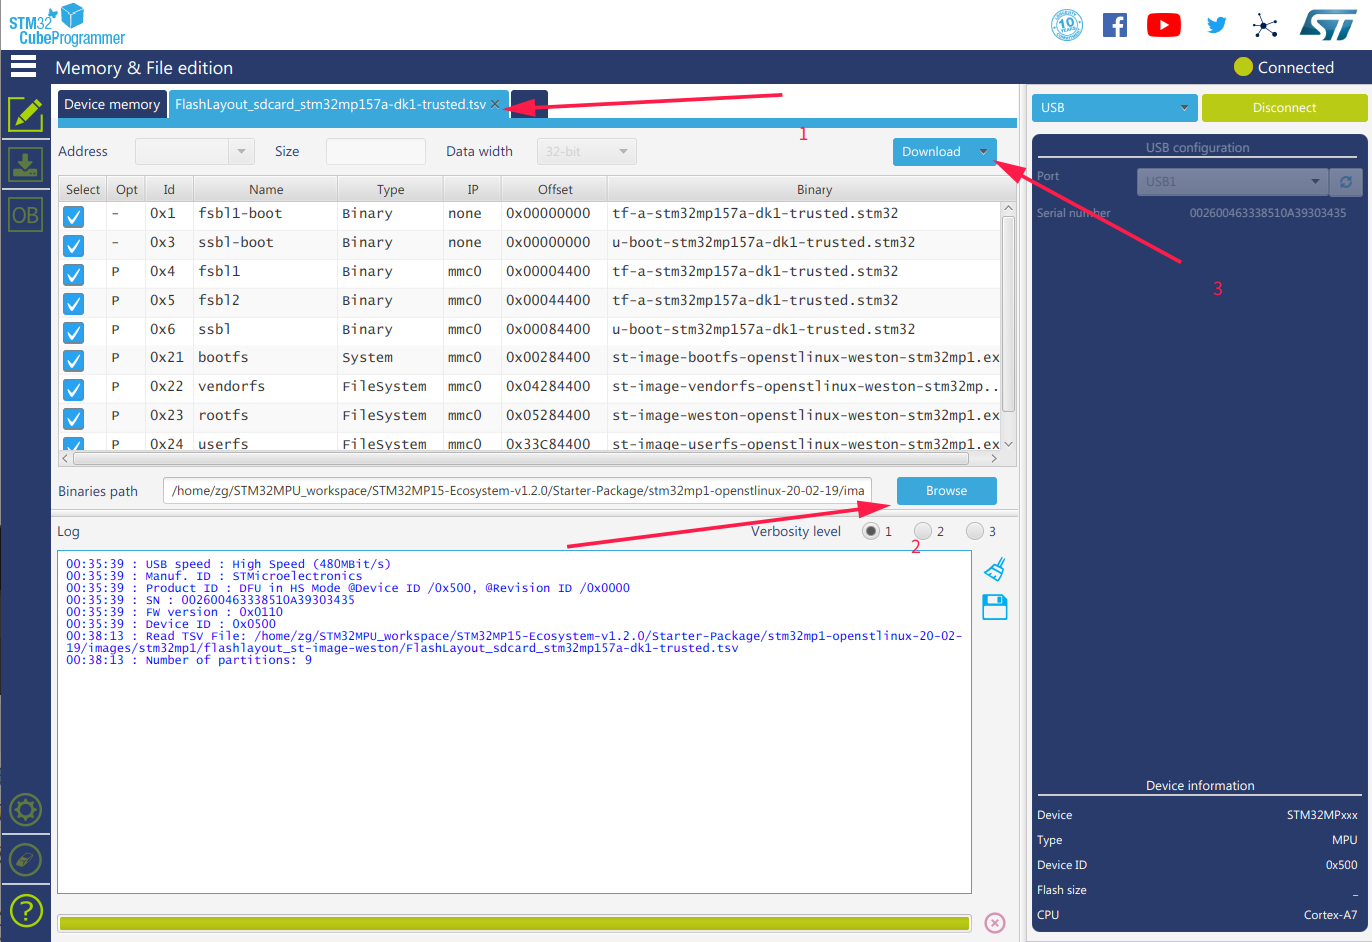 STM32
CubeProgrammer
10
Memory & File edition
Connected
Device memory
FlashLayout_sdcard_stm32mp157a-dk1-trusted.tsv
USB
Disconnect
1
Address
Size
Data width
32-bit
Download
USB configuration
Port
USB1
Serial number
002600463338510A39303435
OB
Select Opt Id Name Type IP Offset Binary
- 0x1 fsbl1-boot Binary none 0x00000000 tf-a-stm32mp157a-dk1-trusted.stm32
- 0x3 ssbl-boot Binary none 0x00000000 u-boot-stm32mp157a-dk1-trusted.stm32
P 0x4 fsbl1 Binary mmc0 0x00004400 tf-a-stm32mp157a-dk1-trusted.stm32
P 0x5 fsbl2 Binary mmc0 0x00044400 tf-a-stm32mp157a-dk1-trusted.stm32
P 0x6 ssbl Binary mmc0 0x00084400 u-boot-stm32mp157a-dk1-trusted.stm32
P 0x21 bootfs System mmc0 0x00284400 st-image-bootfs-openstlinux-weston-stm32mp1.ex
P 0x22 vendorfs FileSystem mmc0 0x04284400 st-image-vendorfs-openstlinux-weston-stm32mp..
P 0x23 rootfs FileSystem mmc0 0x05284400 st-image-weston-openstlinux-weston-stm32mp1.ex
P 0x24 userfs FileSystem mmc0 0x33C84400 st-image-userfs-openstlinux-weston-stm32mp1.ex
3
Binaries path
/home/zg/STM32MPU_workspace/STM32MP15-Ecosystem-v1.2.0/Starter-Package/stm32mp1-openstlinux-20-02-19/ima
Browse
Log
Verbosity level
1 2 3
2
00:35:39 : USB speed : High Speed (480MBit/s)
00:35:39 : Manuf. ID : STMicroelectronics
00:35:39 : Product ID : DFU in HS Mode @Device ID /0x500, @Revision ID /0x0000
00:35:39 : SN : 002600463338510A39303435
00:35:39 : FW version : 0x0110
00:35:39 : Device ID : 0x0500
00:38:13 : Read TSV File: /home/zg/STM32MPU_workspace/STM32MP15-Ecosystem-v1.2.0/Starter-Package/stm32mp1-openstlinux-20-02-
19/images/stm32mp1/flashlayout_st-image-weston/FlashLayout_sdcard_stm32mp157a-dk1-trusted.tsv
00:38:13 : Number of partitions: 9
Device information
Device STM32MPxxx
Type MPU
Device ID 0x500
Flash size _
CPU Cortex-A7